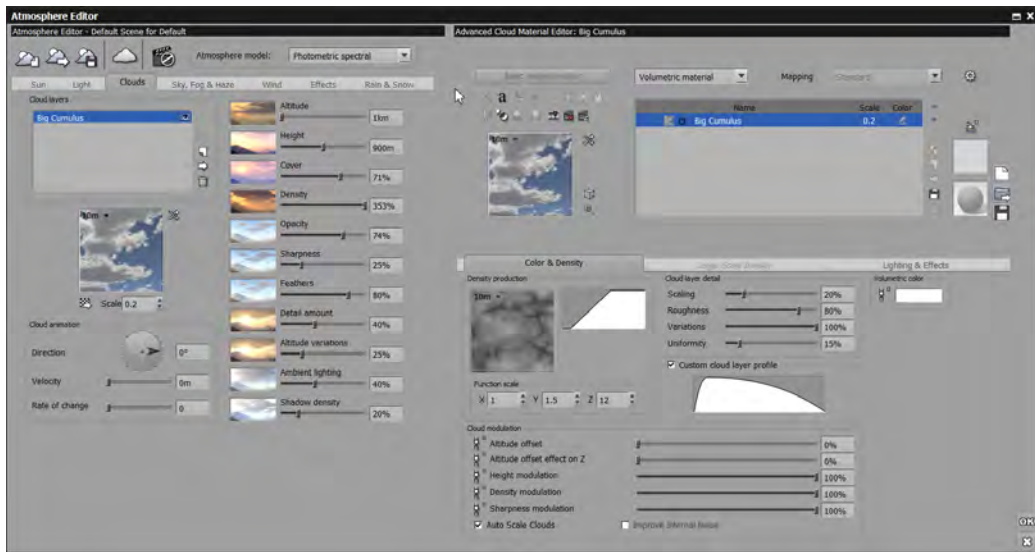 Atmosphere Editor
Atmosphere Editor - Default Scene for Default
Atmosphere model:
Photometric spectral
Sun
Light
Clouds
Sky, Fog & Haze
Wind
Effects
Rain & Snow
Cloud layers
Big Cumulus
10m
Scale
0.2
Cloud animation
Direction
0°
Velocity
0m
Rate of change
0
Altitude
1km
Height
900m
Cover
71%
Density
353%
Opacity
74%
Sharpness
25%
Feathers
80%
Detail amount
40%
Altitude variations
25%
Ambient lighting
40%
Shadow density
20%
Advanced Cloud Material Editor: Big Cumulus
Volumetric material
Mapping
Standard
a
10m
Name
Scale
Color
Big Cumulus
0.2
Color & Density
Lighting & Effects
Density production
10m
Function scale
X 1
Y 1.5
Z 12
Cloud layer detail
Scaling
20%
Roughness
80%
Variations
100%
Uniformity
15%
Custom cloud layer profile
Volumetric color
Cloud modulation
Altitude offset
0%
Altitude offset effect on Z
0%
Height modulation
100%
Density modulation
100%
Sharpness modulation
100%
Auto Scale Clouds
Improve internal noise
OK